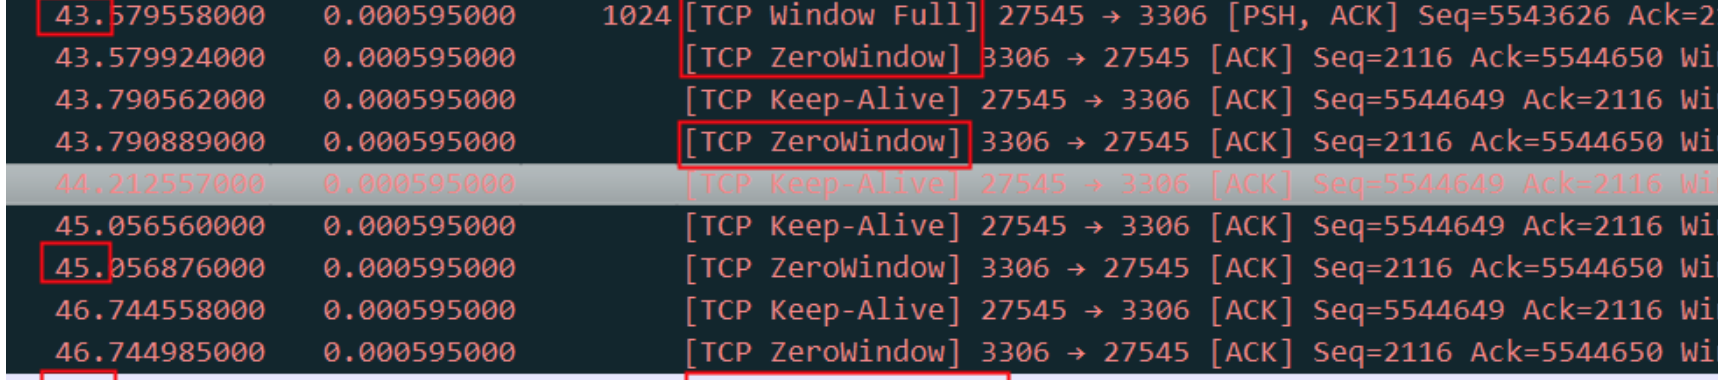 43.579558000 0.000595000 1024 [TCP Window Full] 27545 → 3306 [PSH, ACK] Seq=5543626 Ack=2
43.579924000 0.000595000 [TCP ZeroWindow] 3306 → 27545 [ACK] Seq=2116 Ack=5544650 Wi
43.790562000 0.000595000 [TCP Keep-Alive] 27545 → 3306 [ACK] Seq=5544649 Ack=2116 Wi
43.790889000 0.000595000 [TCP ZeroWindow] 3306 → 27545 [ACK] Seq=2116 Ack=5544650 Wi
44.212557000 0.000595000 [TCP Keep-Alive] 27545 → 3306 [ACK] Seq=5544649 Ack=2116 Wi
45.056560000 0.000595000 [TCP Keep-Alive] 27545 → 3306 [ACK] Seq=5544649 Ack=2116 Wi
45.056876000 0.000595000 [TCP ZeroWindow] 3306 → 27545 [ACK] Seq=2116 Ack=5544650 Wi
46.744558000 0.000595000 [TCP Keep-Alive] 27545 → 3306 [ACK] Seq=5544649 Ack=2116 Wi
46.744985000 0.000595000 [TCP ZeroWindow] 3306 → 27545 [ACK] Seq=2116 Ack=5544650 Wi